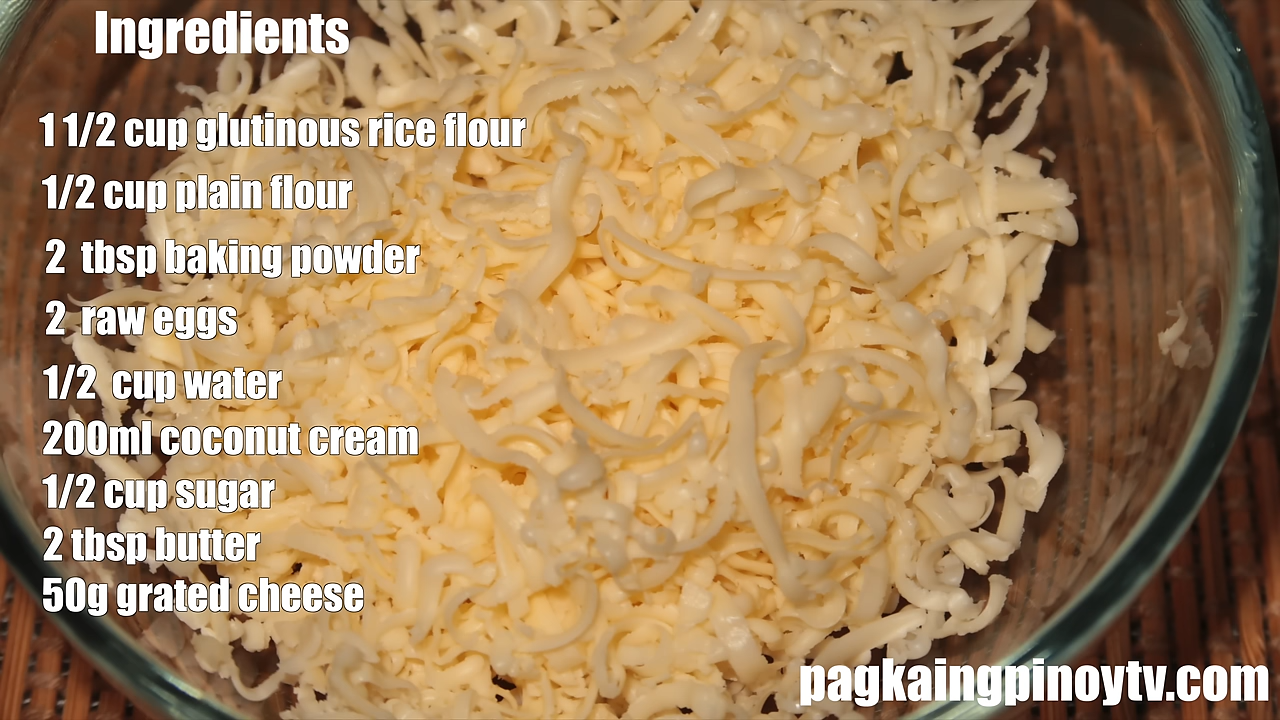 Ingredients
1 1/2 cup glutinous rice flour
1/2 cup plain flour
2 tbsp baking powder
2 raw eggs
1/2 cup water
200ml coconut cream
1/2 cup sugar
2 tbsp butter
50g grated cheese
pagkaingpinoytv.com